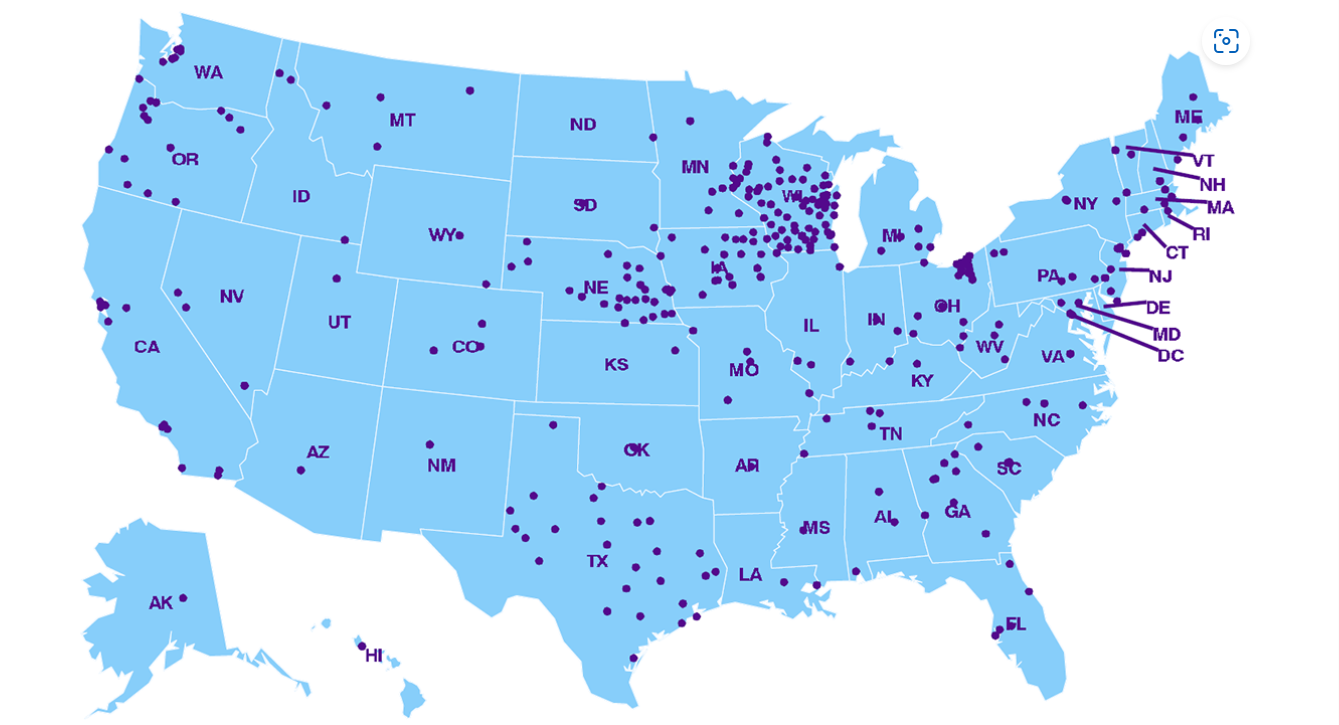 WA
ME
MT
ND
VT
OR
MN
NH
ID
WI
NY
MA
SD
WY
MI
RI
CT
IA
PA
NJ
NE
NV
OH
DE
UT
IL
IN
MD
CA
CO
WV
VA
DC
KS
MO
KY
NC
TN
AZ
OK
NM
AR
SC
GA
AL
MS
TX
LA
AK
FL
HI